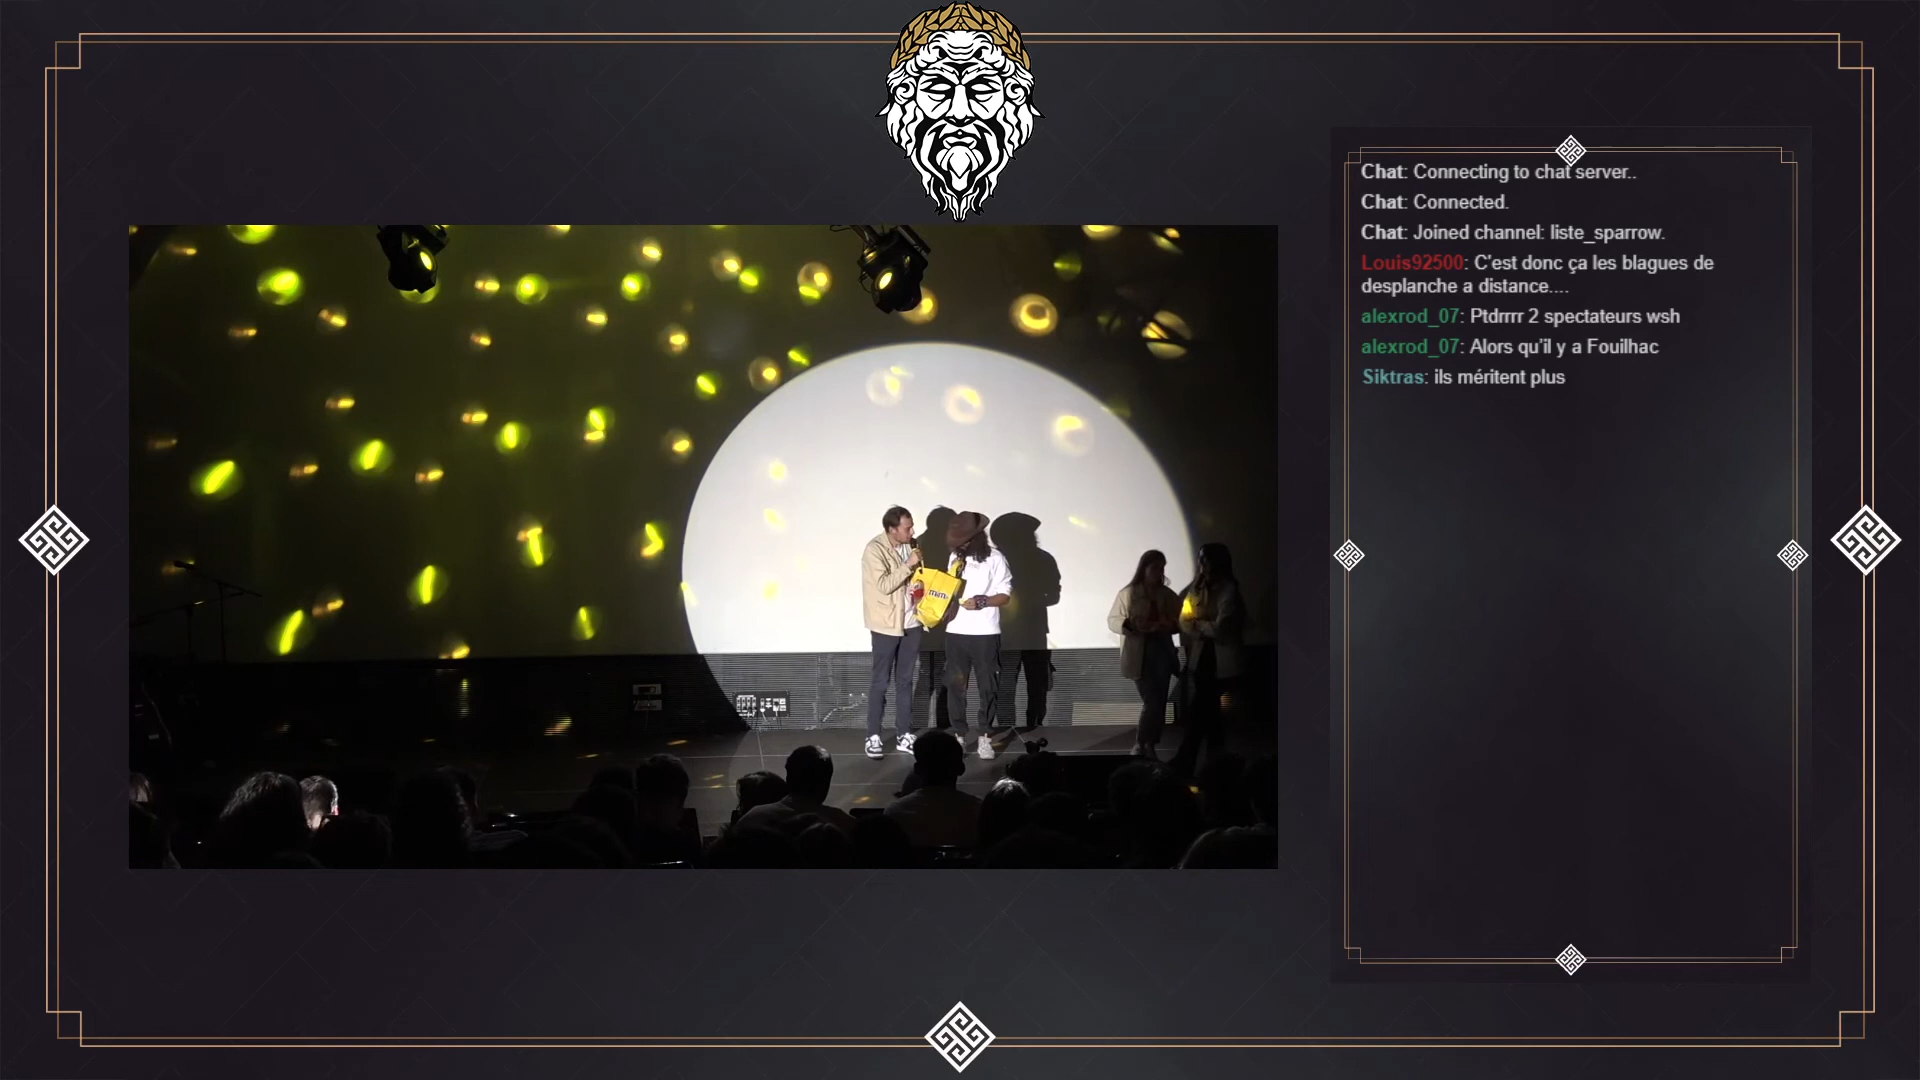 Chat: Connecting to chat server..
Chat: Connected.
Chat: Joined channel: liste_sparrow.
Louis92500: C'est donc ça les blagues de
desplanche a distance....
alexrod_07: Ptdrrrr 2 spectateurs wsh
alexrod_07: Alors qu'il y a Fouilhac
Siktras: ils méritent plus
m&m's